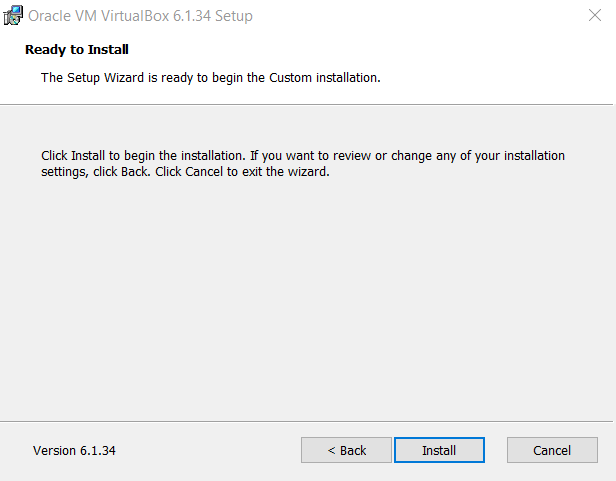 Oracle VM VirtualBox 6.1.34 Setup
Ready to Install
The Setup Wizard is ready to begin the Custom installation.
Click Install to begin the installation. If you want to review or change any of your installation
settings, click Back. Click Cancel to exit the wizard.
Version 6.1.34
< Back
Install
Cancel